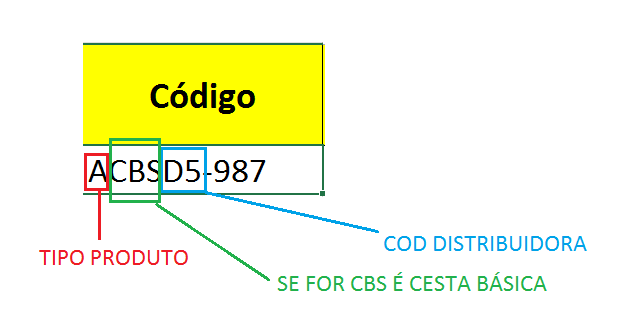 Código
ACBSD5-987
COD DISTRIBUIDORA
TIPO PRODUTO
SE FOR CBS É CESTA BÁSICA